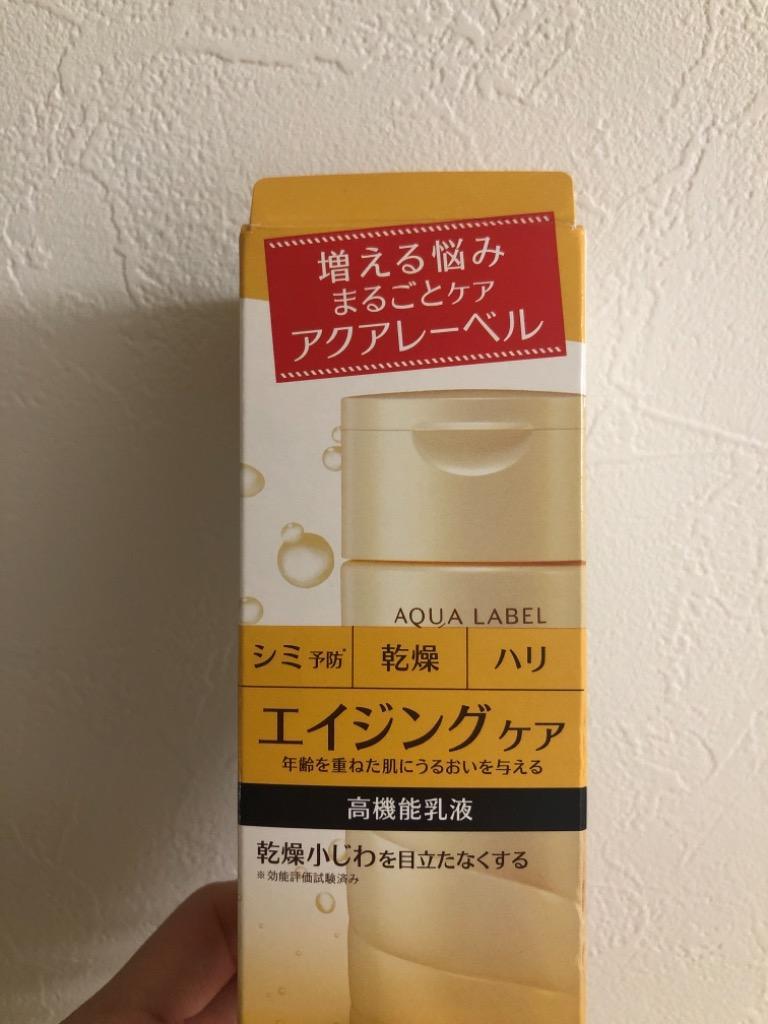 増える悩み
まるごとケア
アクアレーベル
AQUA LABEL
シミ予防* 乾燥 ハリ
エイジングケア
年齢を重ねた肌にうるおいを与える
高機能乳液
乾燥小じわを目立たなくする
※効能評価試験済み